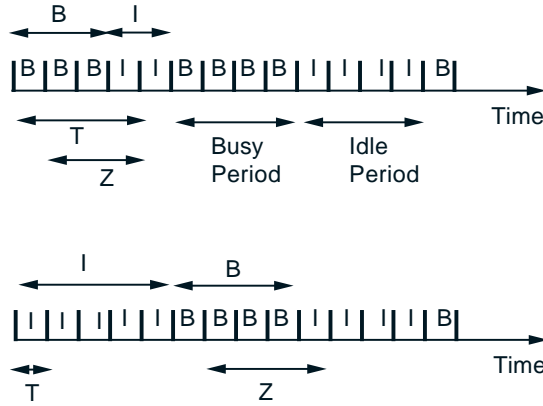 B I
B B B I I B B B B I I I I B
Time
T Busy Idle
Z Period Period
I B
I I I I I B B B B I I I I B
Time
T Z